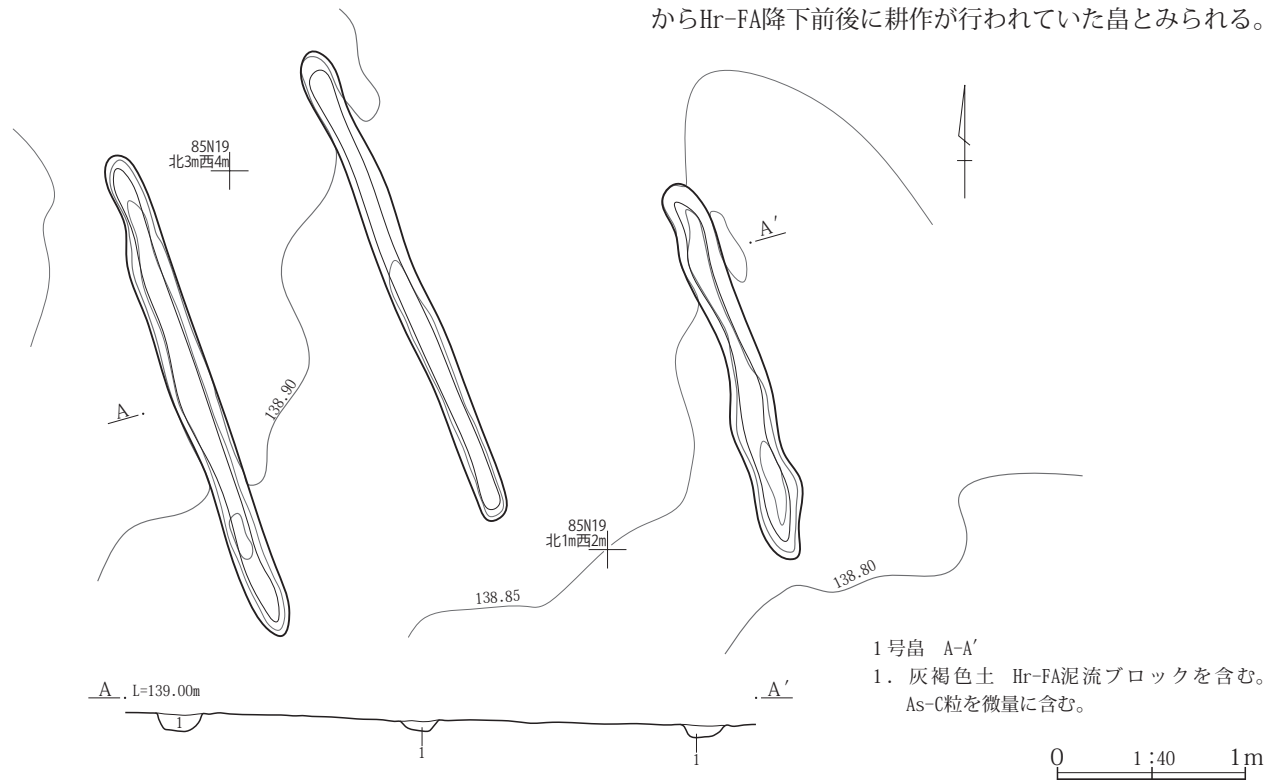 からHr-FA降下前後に耕作が行われていた畠とみられる。
85N19
北3m西4m
A′
A
138.90
85N19
北1m西2m
138.85
138.80
1号畠 A-A′
1. 灰褐色土 Hr-FA泥流ブロックを含む。
As-C粒を微量に含む。
A L=139.00m A′
1
1
1
0 1:40 1m